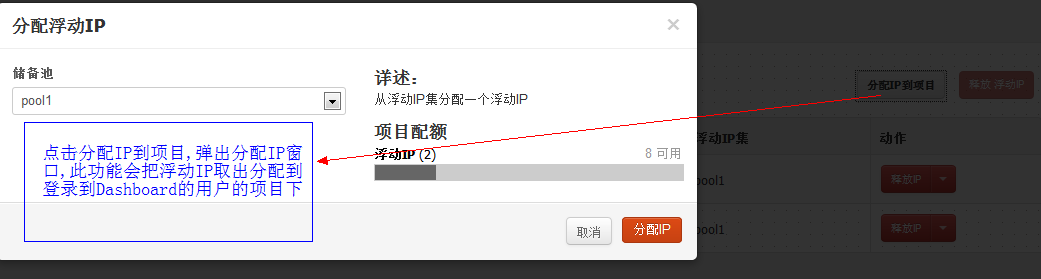 分配浮动IP
×
储备池
pool1
详述:
从浮动IP集分配一个浮动IP
项目配额
浮动IP (2)
8 可用
点击分配IP到项目,弹出分配IP窗
口,此功能会把浮动IP取出分配到
登录到Dashboard的用户的项目下
取消
分配IP
分配IP到项目
释放 浮动IP
浮动IP集
动作
pool1
释放IP
pool1
释放IP